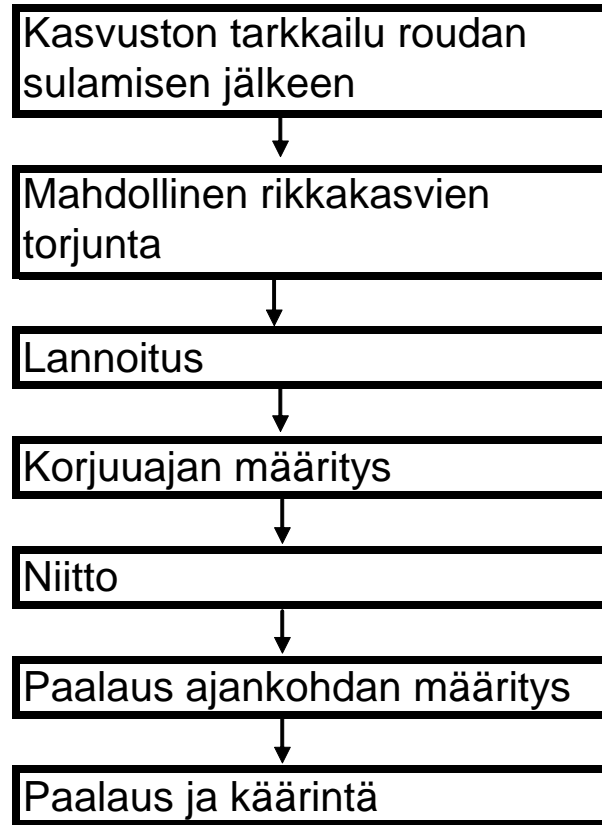 Kasvuston tarkkailu roudan
sulamisen jälkeen
Mahdollinen rikkakasvien
torjunta
Lannoitus
Korjuuajan määritys
Niitto
Paalaus ajankohdan määritys
Paalaus ja käärintä